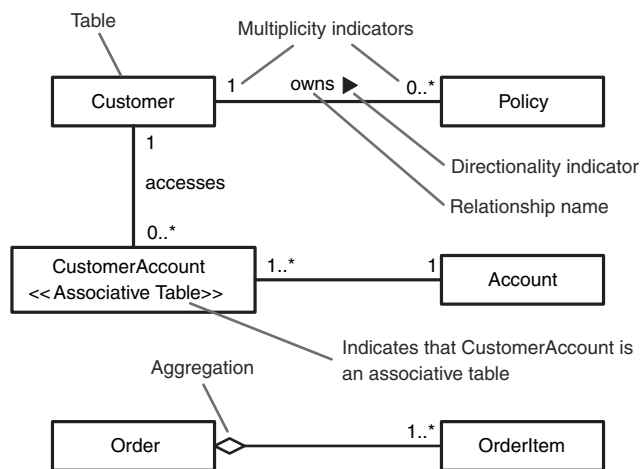 Table
Multiplicity indicators
Customer
1
owns
0..*
Policy
1
Directionality indicator
accesses
Relationship name
0..*
CustomerAccount
<< Associative Table>>
1..*
1
Account
Indicates that CustomerAccount is
an associative table
Aggregation
Order
1..*
OrderItem